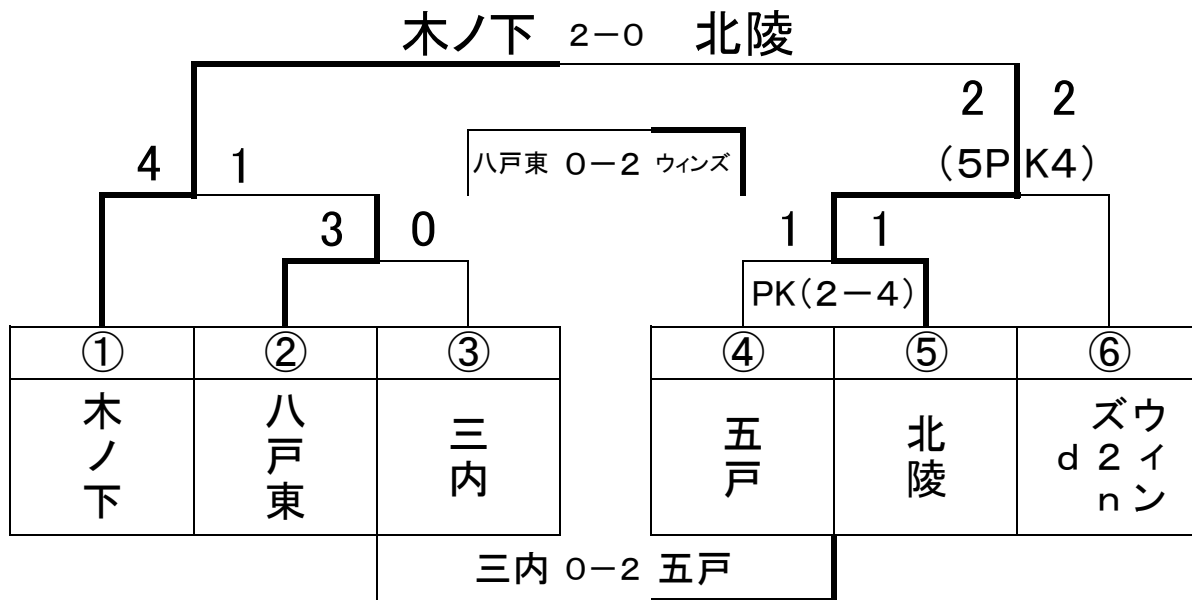 木ノ下 2－0 北陵
2 2
4 1
八戸東 0－2 ウィンズ
(5PK4)
3 0
1 1
PK(2－4)
① ② ③ ④ ⑤ ⑥
木ノ下
八戸東
三内
五戸
北陵
ウィン
ズ2n
d
三内 0－2 五戸